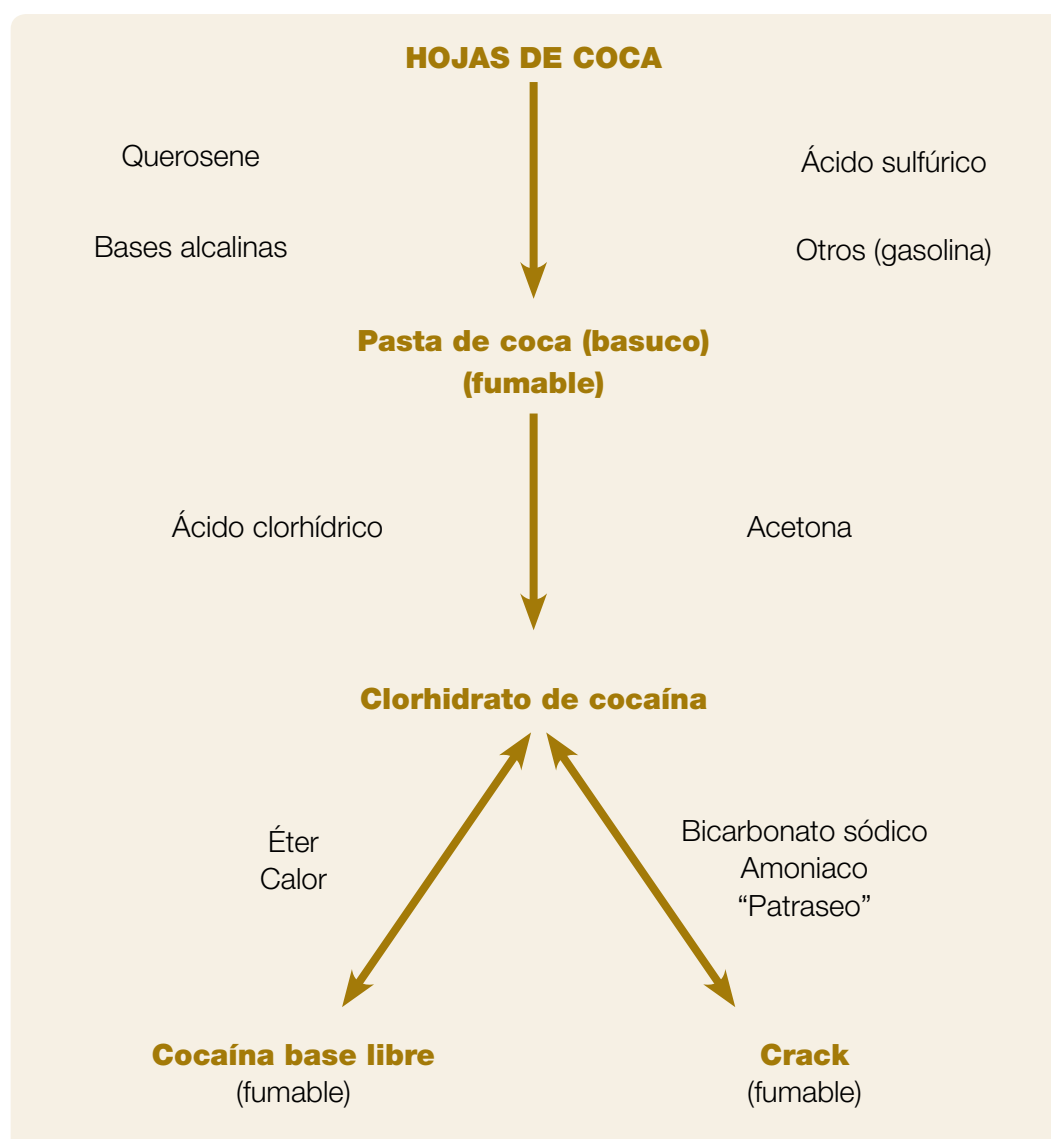 HOJAS DE COCA
Querosene
Ácido sulfúrico
Bases alcalinas
Otros (gasolina)
Pasta de coca (basuco)
(fumable)
Ácido clorhídrico
Acetona
Clorhidrato de cocaína
Éter
Calor
Bicarbonato sódico
Amoniaco
“Patraseo”
Cocaína base libre
(fumable)
Crack
(fumable)